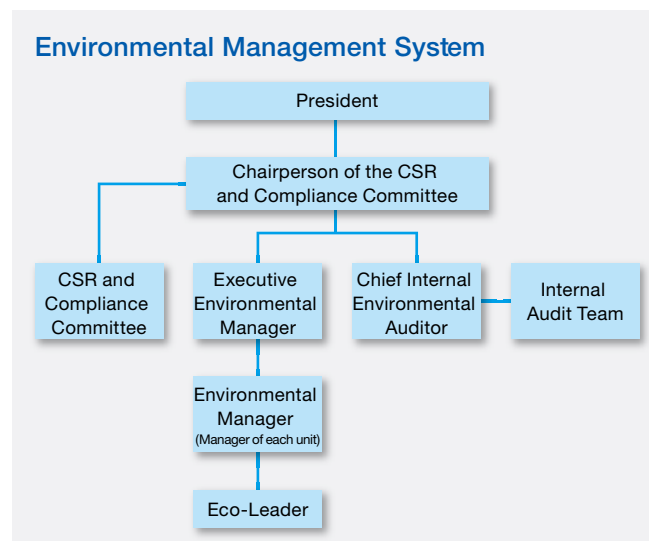 Environmental Management System
President
Chairperson of the CSR
and Compliance Committee
CSR and
Compliance
Committee
Executive
Environmental
Manager
Chief Internal
Environmental
Auditor
Internal
Audit Team
Environmental
Manager
(Manager of each unit)
Eco-Leader